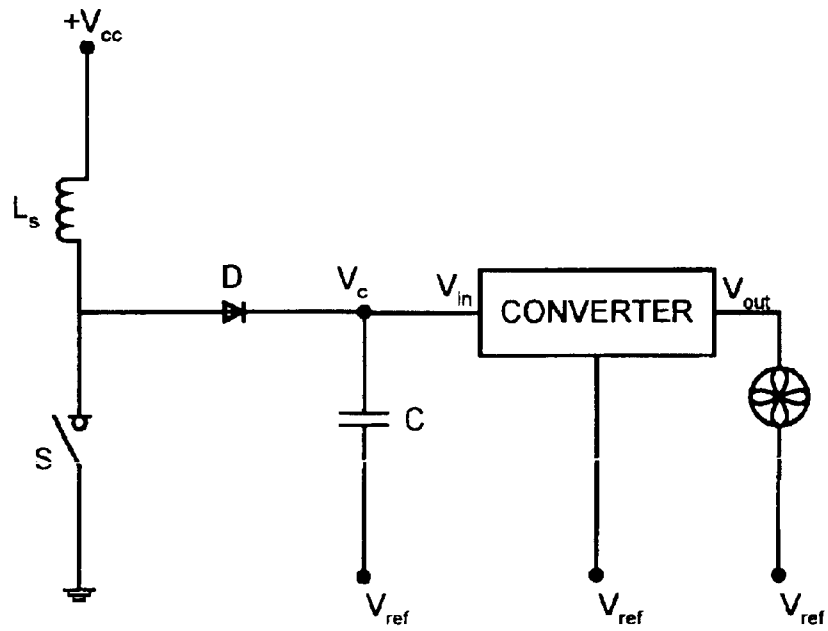 +Vcc
Ls
D
Vc
Vin
CONVERTER
Vout
S
C
Vref
Vref
Vref